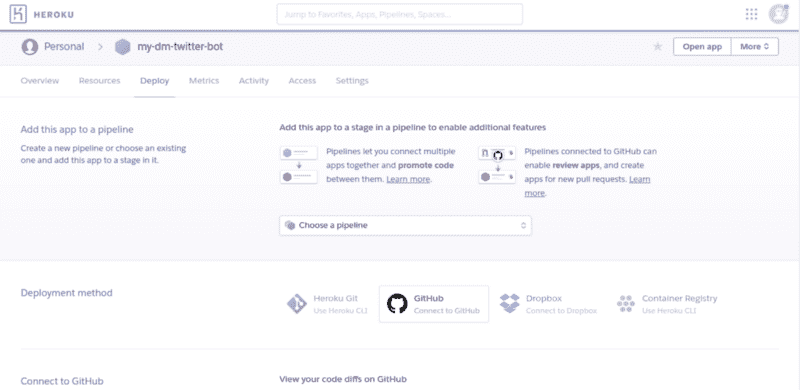 HEROKU
Jump to Favorites, Apps, Pipelines, Spaces...
Personal > my-dm-twitter-bot
Open app
More
Overview Resources Deploy Metrics Activity Access Settings
Add this app to a pipeline
Create a new pipeline or choose an existing
one and add this app to a stage in it.
Add this app to a stage in a pipeline to enable additional features
Pipelines let you connect multiple
apps together and promote code
between them. Learn more.
Pipelines connected to GitHub can
enable review apps, and create
apps for new pull requests. Learn
more.
Choose a pipeline
Deployment method
Heroku Git
Use Heroku CLI
GitHub
Connect to GitHub
Dropbox
Connect to Dropbox
Container Registry
Use Heroku CLI
Connect to GitHub
View your code diffs on GitHub